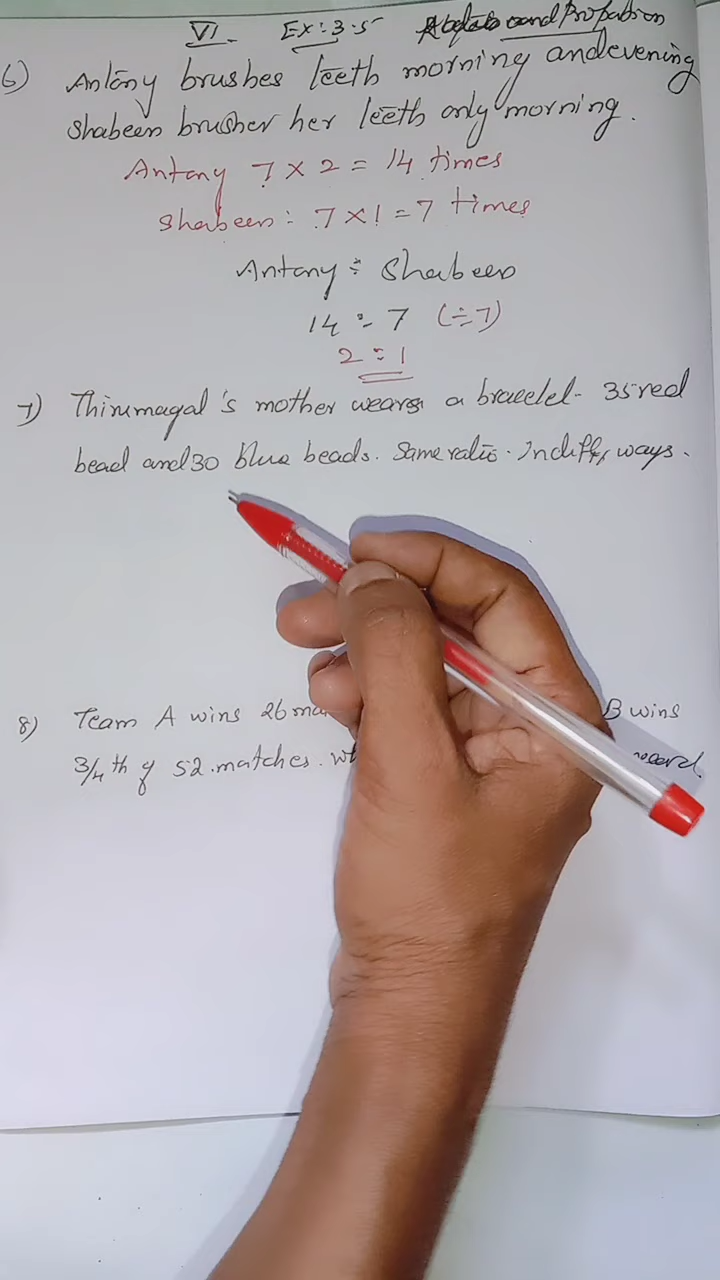 VI. Ex:3.5 and Propation
6) Antony brushes teeth morning and evening
Shabeen brusher her teeth only morning.
Antony 7 × 2 = 14 times
Shabeen: 7 × 1 = 7 times
Antony : Shabeen
14 : 7 (÷7)
2 : 1
7) Thirumagal's mother wears a bracelet - 35 red
bead and 30 blue beads. Same ratio. In diff, ways.
8) Team A wins 26 B wins
3/4 th of 52 matches.